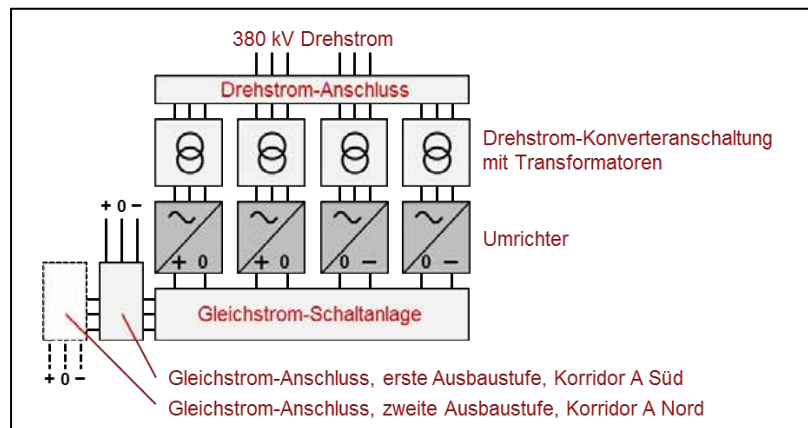 380 kV Drehstrom
Drehstrom-Anschluss
Drehstrom-Konverteranschaltung
mit Transformatoren
Umrichter
+ 0 + 0 0 − 0 −
+ 0 −
Gleichstrom-Schaltanlage
+ 0 −
Gleichstrom-Anschluss, erste Ausbaustufe, Korridor A Süd
Gleichstrom-Anschluss, zweite Ausbaustufe, Korridor A Nord